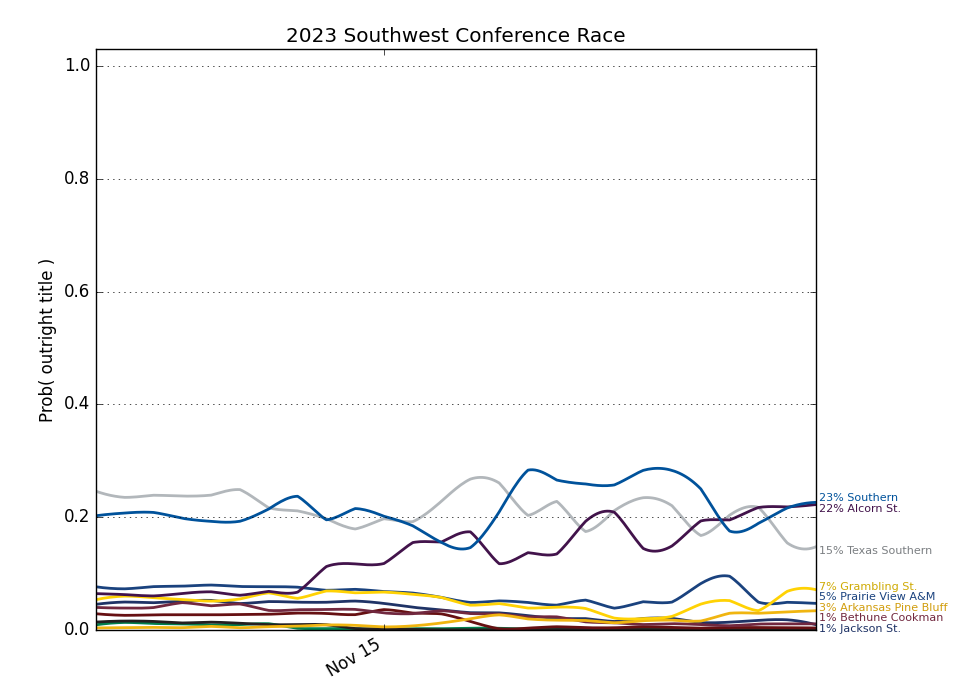 2023 Southwest Conference Race
1.0
0.8
0.6
0.4
0.2
0.0
Prob( outright title )
Nov 15
23% Southern
22% Alcorn St.
15% Texas Southern
7% Grambling St.
5% Prairie View A&M
3% Arkansas Pine Bluff
1% Bethune Cookman
1% Jackson St.